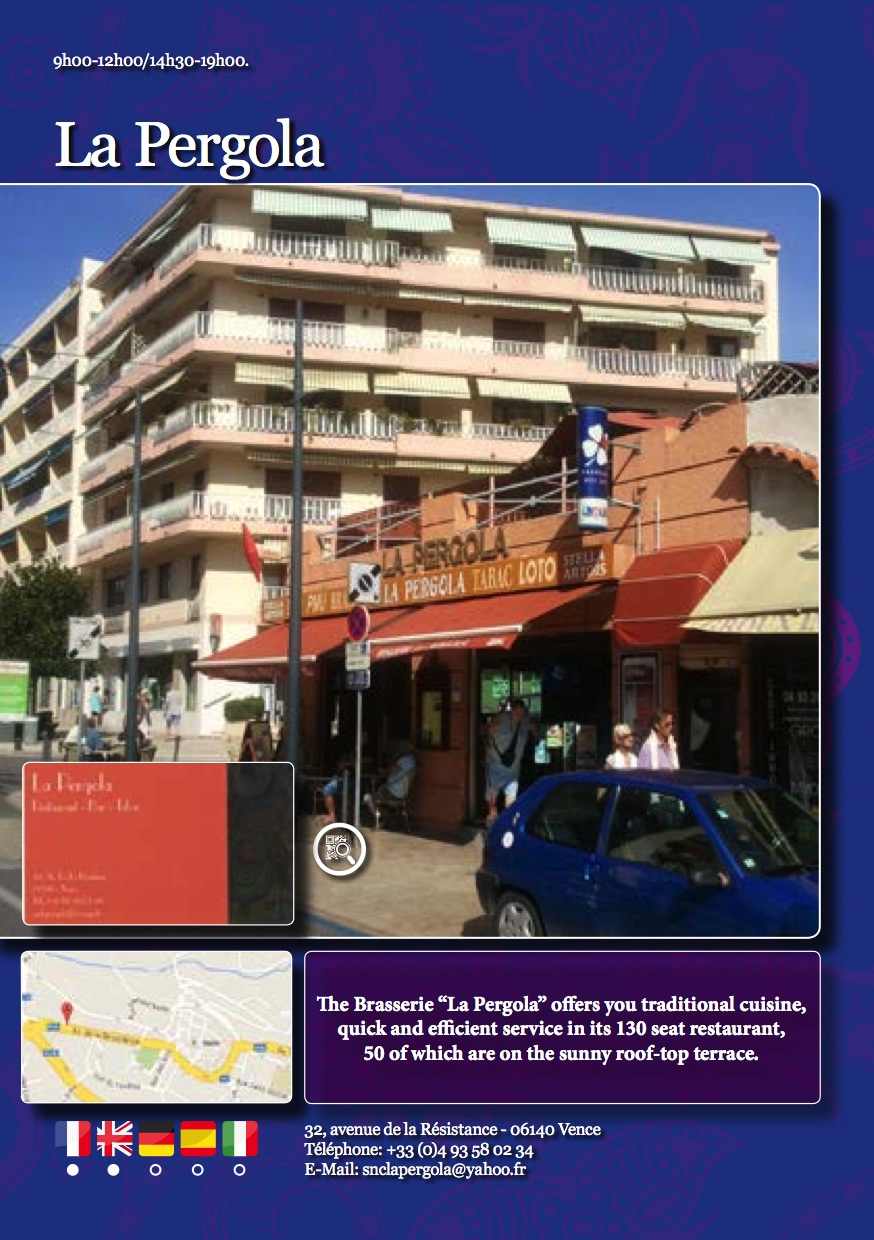 9h00-12h00/14h30-19h00.
La Pergola
LA PERGOLA
LA PERGOLA TABAC LOTO STELLA ARTOIS
La Pergola
Restaurant - Bar - Tabac
The Brasserie “La Pergola” offers you traditional cuisine,
quick and efficient service in its 130 seat restaurant,
50 of which are on the sunny roof-top terrace.
32, avenue de la Résistance - 06140 Vence
Téléphone: +33 (0)4 93 58 02 34
E-Mail: snclapergola@yahoo.fr